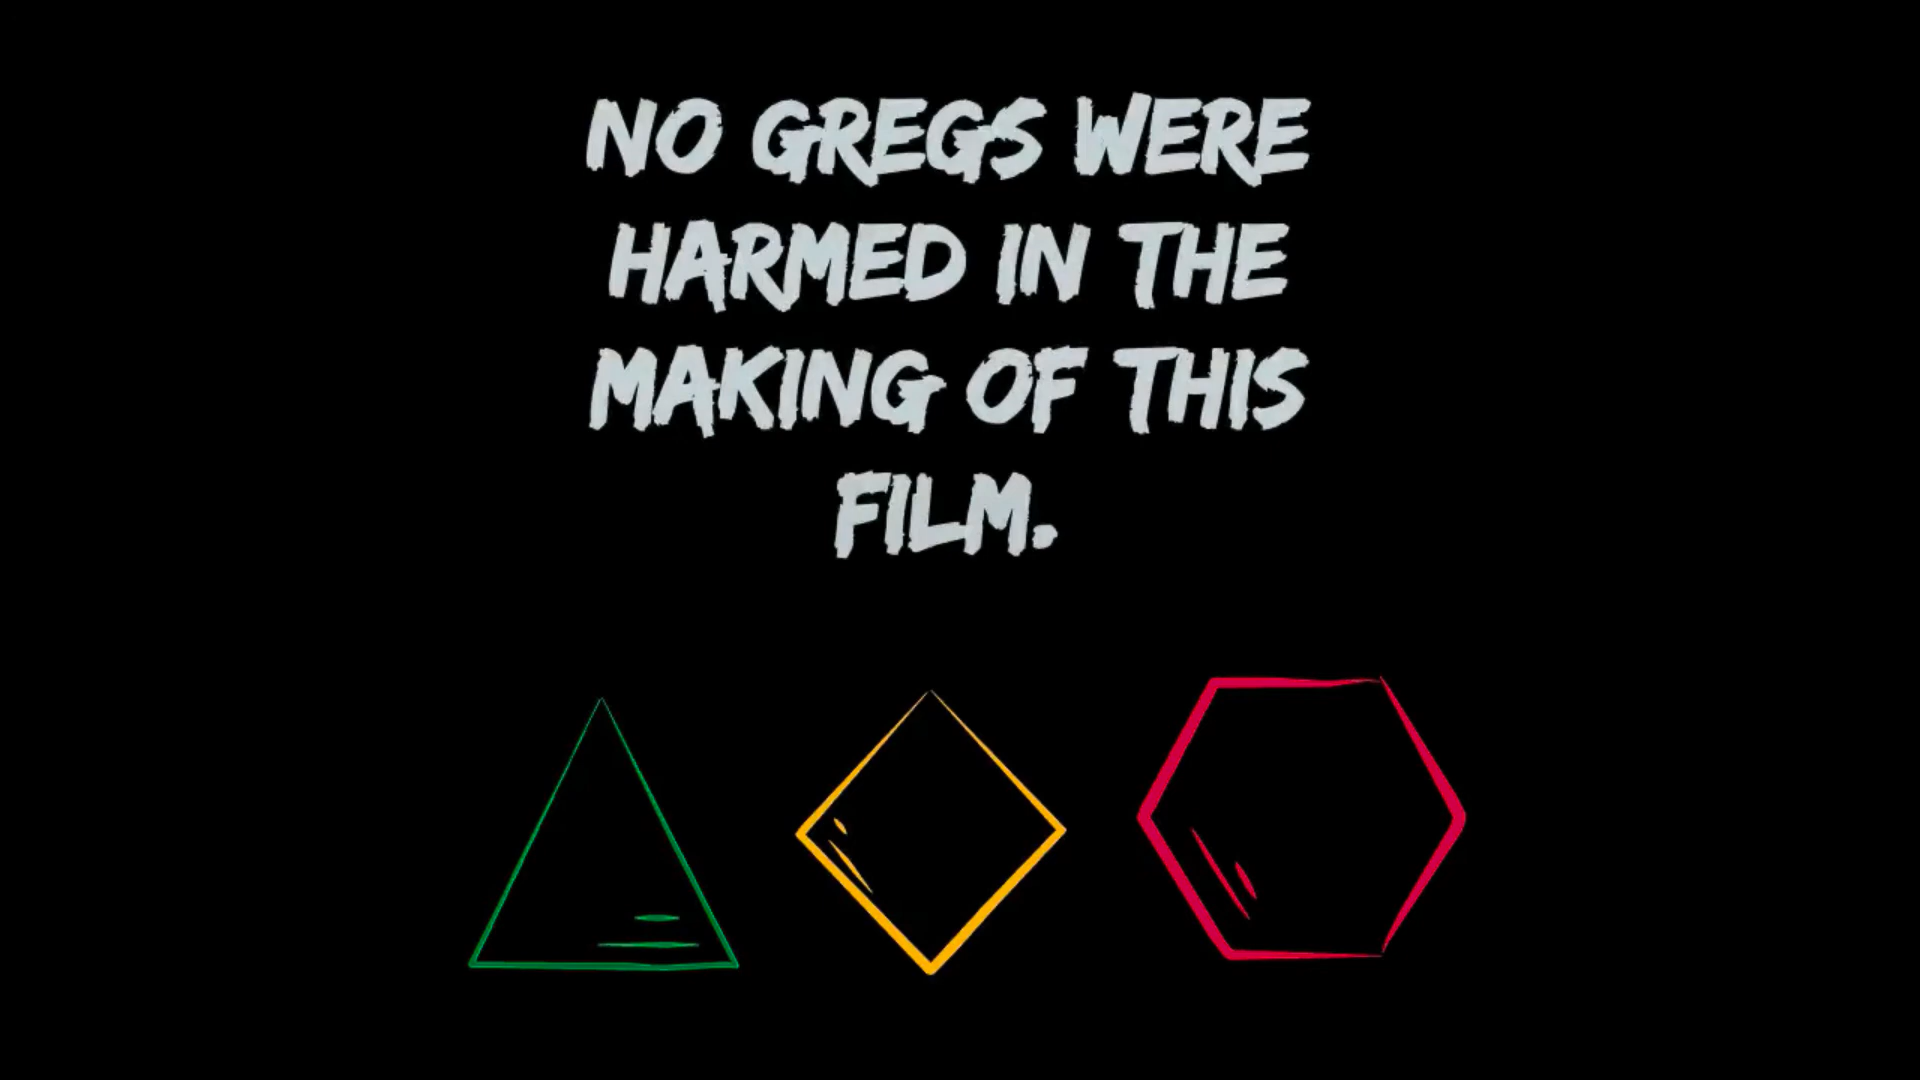 NO GREGS WERE
HARMED IN THE
MAKING OF THIS
FILM.